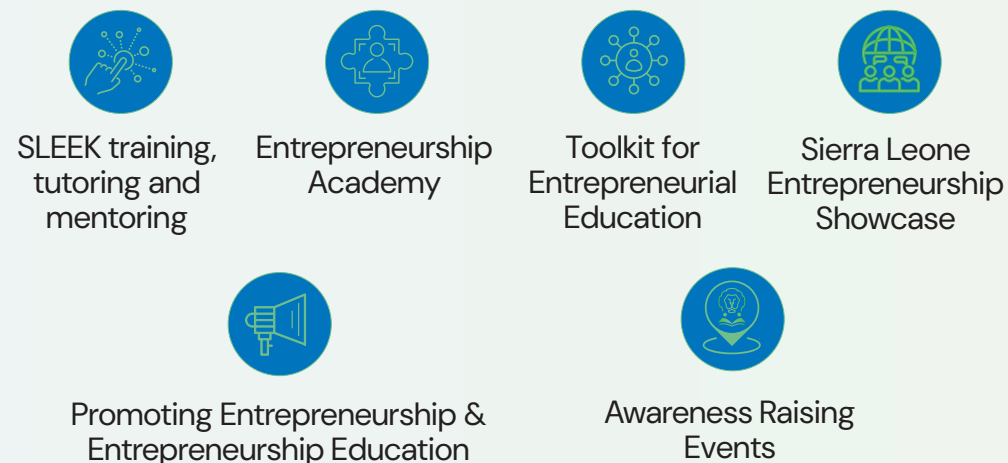 SLEEK training,
tutoring and
mentoring
Entrepreneurship
Academy
Toolkit for
Entrepreneurial
Education
Sierra Leone
Entrepreneurship
Showcase
Promoting Entrepreneurship &
Entrepreneurship Education
Awareness Raising
Events